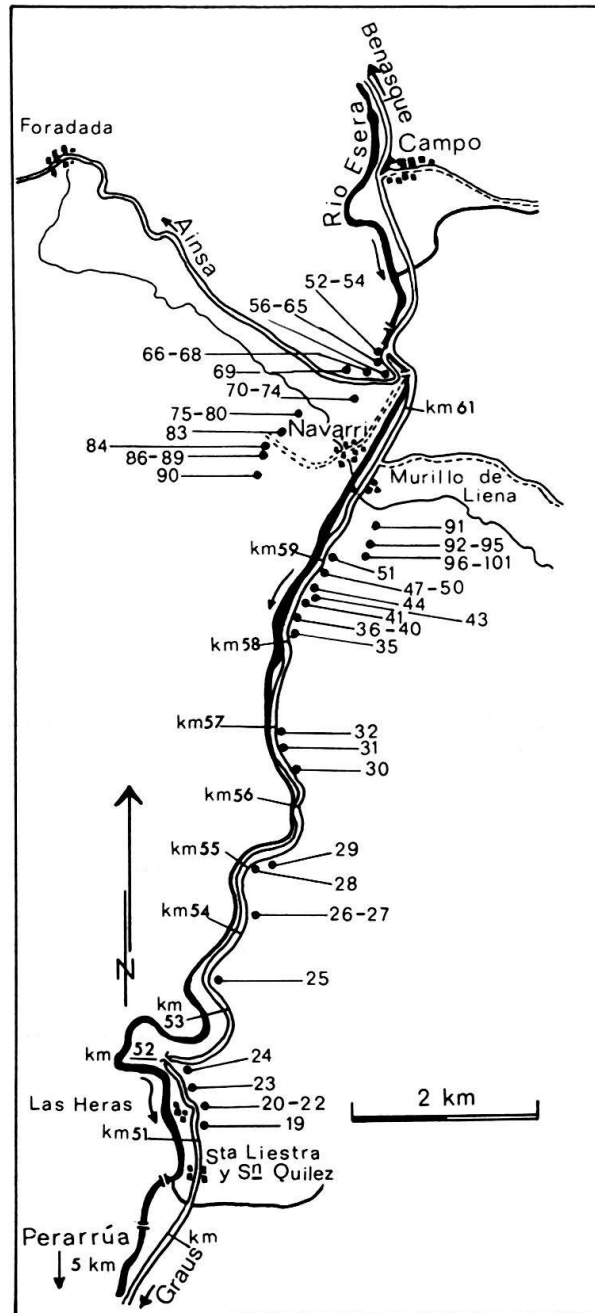 Benasque
Foradada
Campo
Rio Esera
Ainsa
52-54
56-65
66-68
69
70-74
km 61
75-80
83
Navarri
84
86-89
90
Murillo de
Liena
91
92-95
96-101
km59
51
47-50
44
43
41
36-40
km58
35
km57
32
31
30
km56
km55
29
28
km54
26-27
25
N
km
53
km 52
24
23
Las Heras
20-22
2 km
19
km51
Sta Liestra
y Sn Quilez
km
Perarrúa
5 km
Graus